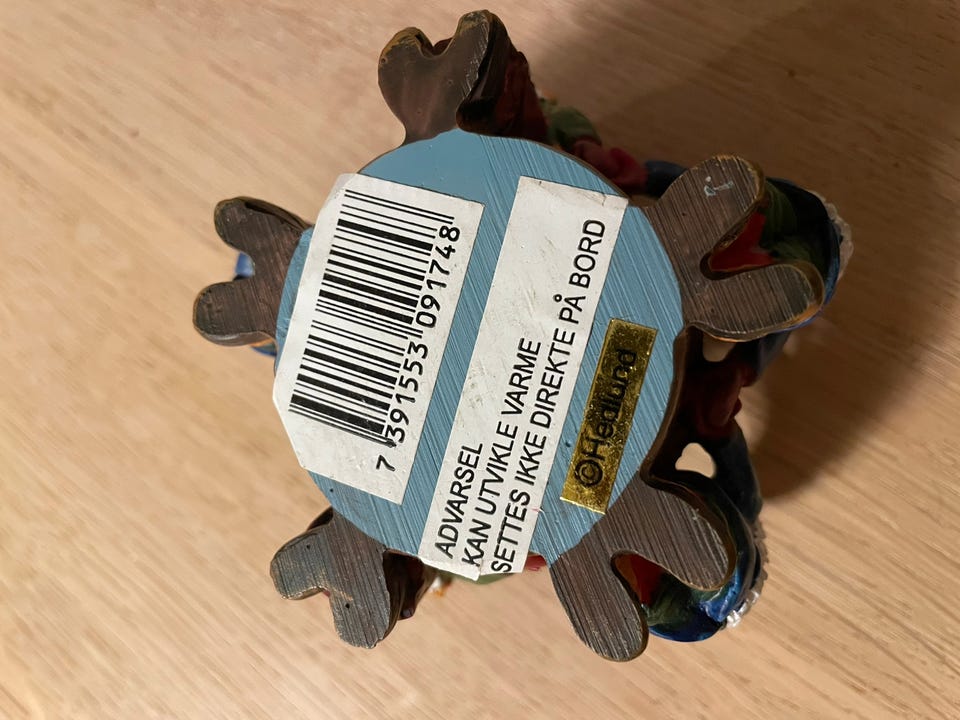 7 391553 091748
ADVARSEL
KAN UTVIKLE VARME
SETTES IKKE DIREKTE PÅ BORD
©Hedlund